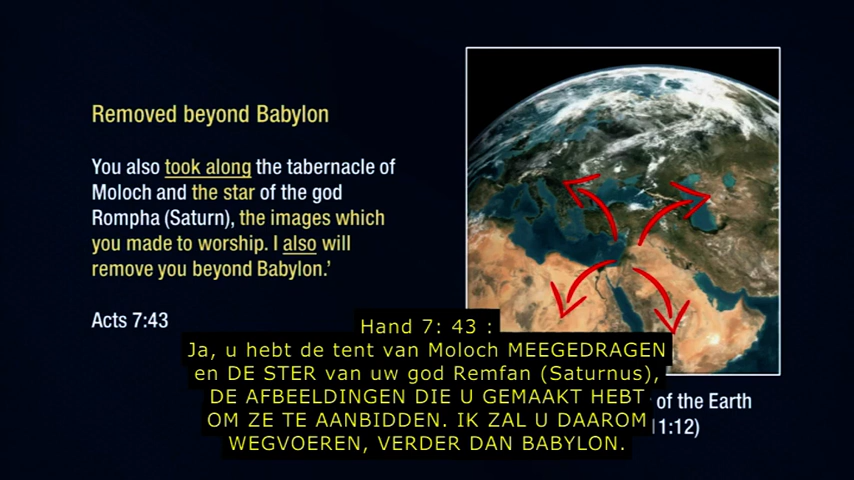 Removed beyond Babylon
You also took along the tabernacle of
Moloch and the star of the god
Rompha (Saturn), the images which
you made to worship. I also will
remove you beyond Babylon.'
Acts 7:43
of the Earth
11:12)
Hand 7: 43 :
Ja, u hebt de tent van Moloch MEEGEDRAGEN
en DE STER van uw god Remfan (Saturnus),
DE AFBEELDINGEN DIE U GEMAAKT HEBT
OM ZE TE AANBIDDEN. IK ZAL U DAAROM
WEGVOEREN, VERDER DAN BABYLON.